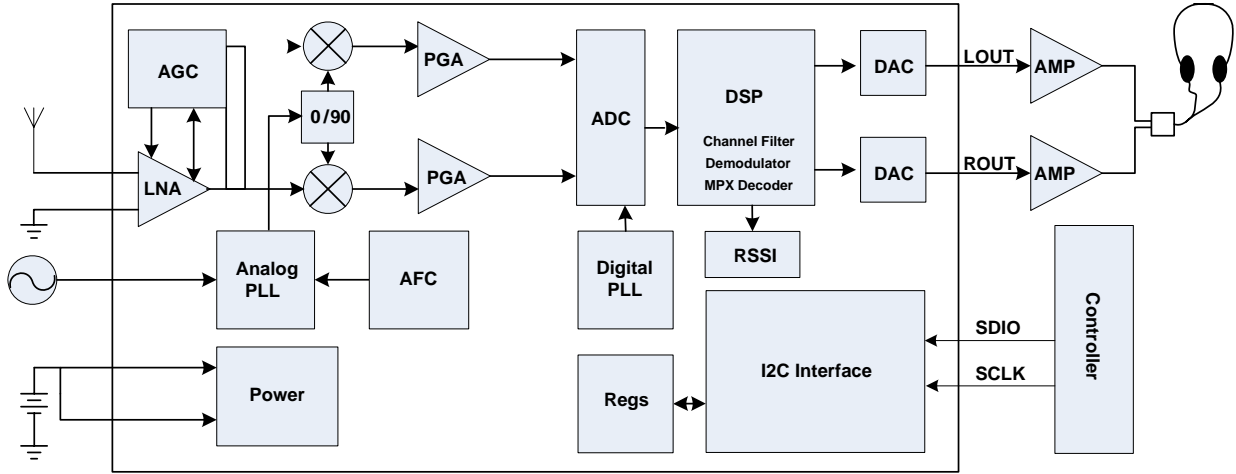 AGC
PGA
0/90
LNA
PGA
ADC
DSP
Channel Filter
Demodulator
MPX Decoder
DAC
LOUT
AMP
DAC
ROUT
AMP
RSSI
Analog
PLL
AFC
Digital
PLL
Power
Regs
I2C Interface
SDIO
SCLK
Controller